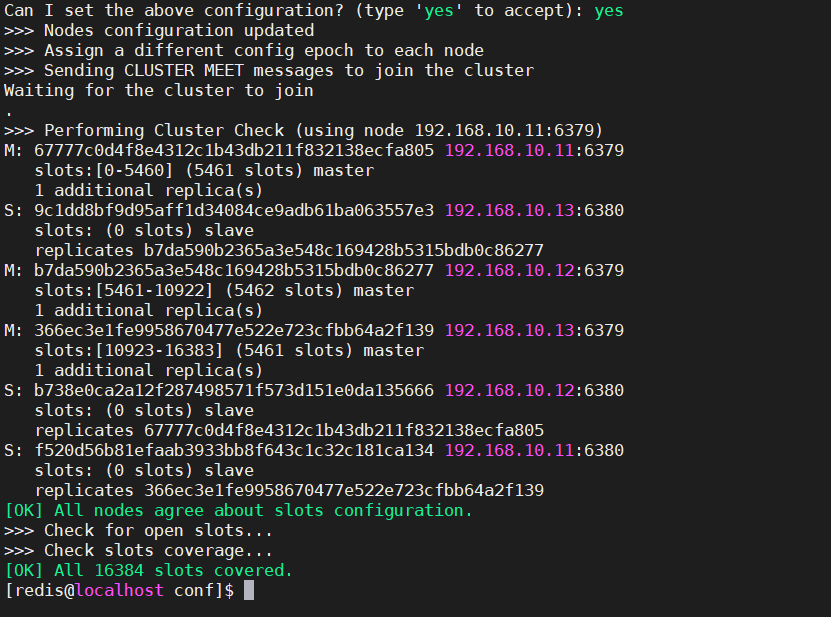 Can I set the above configuration? (type 'yes' to accept): yes
>>> Nodes configuration updated
>>> Assign a different config epoch to each node
>>> Sending CLUSTER MEET messages to join the cluster
Waiting for the cluster to join
.
>>> Performing Cluster Check (using node 192.168.10.11:6379)
M: 67777c0d4f8e4312c1b43db211f832138ecfa805 192.168.10.11:6379
   slots:[0-5460] (5461 slots) master
   1 additional replica(s)
S: 9c1dd8bf9d95aff1d34084ce9adb61ba063557e3 192.168.10.13:6380
   slots: (0 slots) slave
   replicates b7da590b2365a3e548c169428b5315bdb0c86277
M: b7da590b2365a3e548c169428b5315bdb0c86277 192.168.10.12:6379
   slots:[5461-10922] (5462 slots) master
   1 additional replica(s)
M: 366ec3e1fe9958670477e522e723cfbb64a2f139 192.168.10.13:6379
   slots:[10923-16383] (5461 slots) master
   1 additional replica(s)
S: b738e0ca2a12f287498571f573d151e0da135666 192.168.10.12:6380
   slots: (0 slots) slave
   replicates 67777c0d4f8e4312c1b43db211f832138ecfa805
S: f520d56b81efaab3933bb8f643c1c32c181ca134 192.168.10.11:6380
   slots: (0 slots) slave
   replicates 366ec3e1fe9958670477e522e723cfbb64a2f139
[OK] All nodes agree about slots configuration.
>>> Check for open slots...
>>> Check slots coverage...
[OK] All 16384 slots covered.
[redis@localhost conf]$